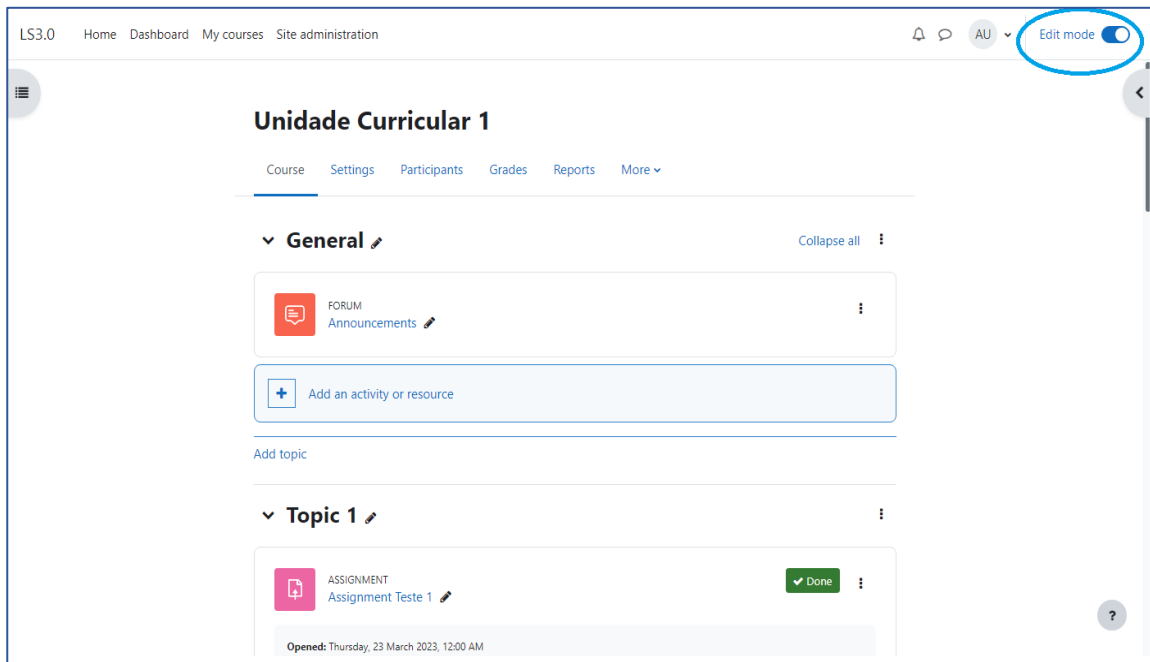 LS3.0 Home Dashboard My courses Site administration AU Edit mode
Unidade Curricular 1
Course Settings Participants Grades Reports More
General Collapse all
FORUM
Announcements
+ Add an activity or resource
Add topic
Topic 1
ASSIGNMENT
Assignment Teste 1
Done
Opened: Thursday, 23 March 2023, 12:00 AM
?